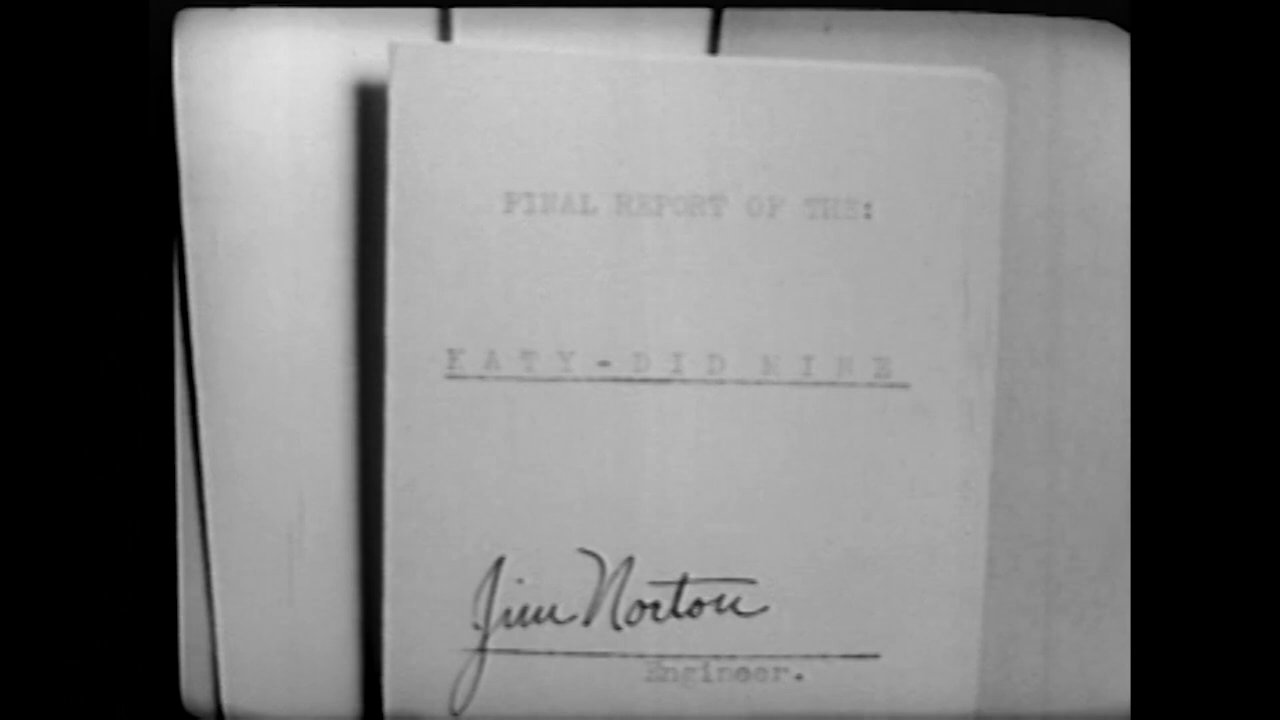 FINAL REPORT OF THE:
KATY-DID MINE
Jim Norton
Engineer.